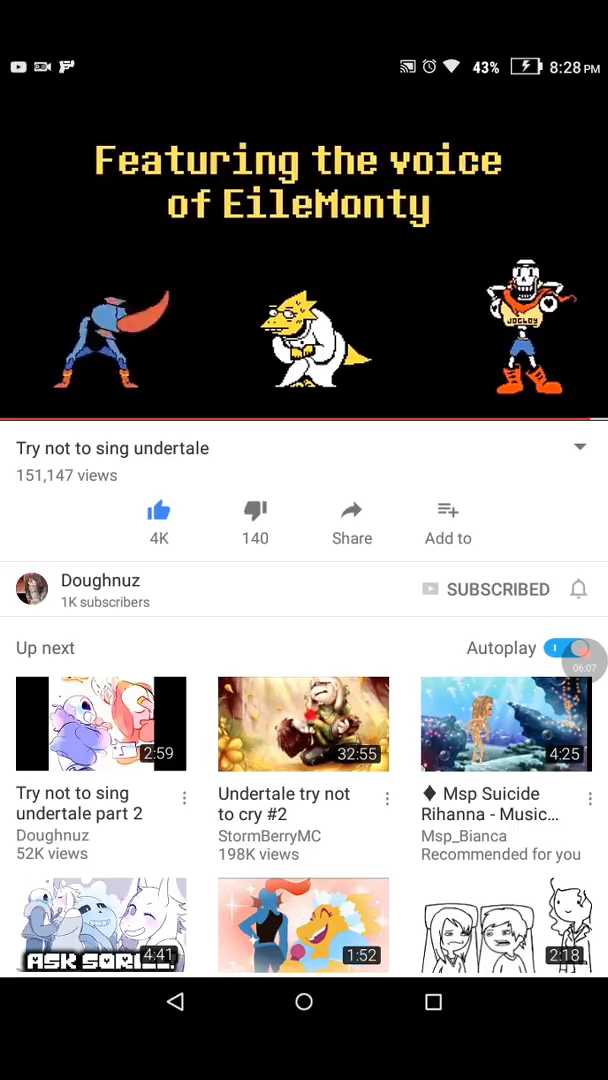 43% 8:28 PM
Featuring the voice
of EileMonty
JOGBOY
Try not to sing undertale
151,147 views
4K 140 Share Add to
Doughnuz
1K subscribers
SUBSCRIBED
Up next
Autoplay
06:07
2:59 32:55 4:25
Try not to sing
undertale part 2
Doughnuz
52K views
Undertale try not
to cry #2
StormBerryMC
198K views
♦ Msp Suicide
Rihanna - Music...
Msp_Bianca
Recommended for you
4:41 1:52 2:18